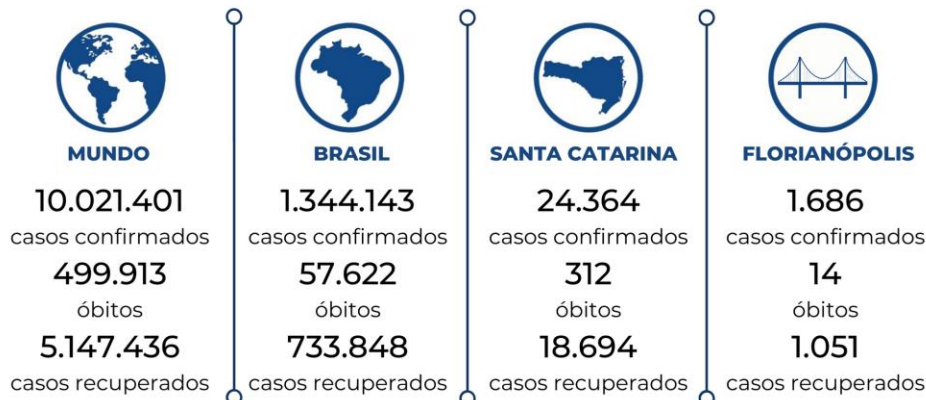 MUNDO
10.021.401
casos confirmados
499.913
óbitos
5.147.436
casos recuperados
BRASIL
1.344.143
casos confirmados
57.622
óbitos
733.848
casos recuperados
SANTA CATARINA
24.364
casos confirmados
312
óbitos
18.694
casos recuperados
FLORIANÓPOLIS
1.686
casos confirmados
14
óbitos
1.051
casos recuperados